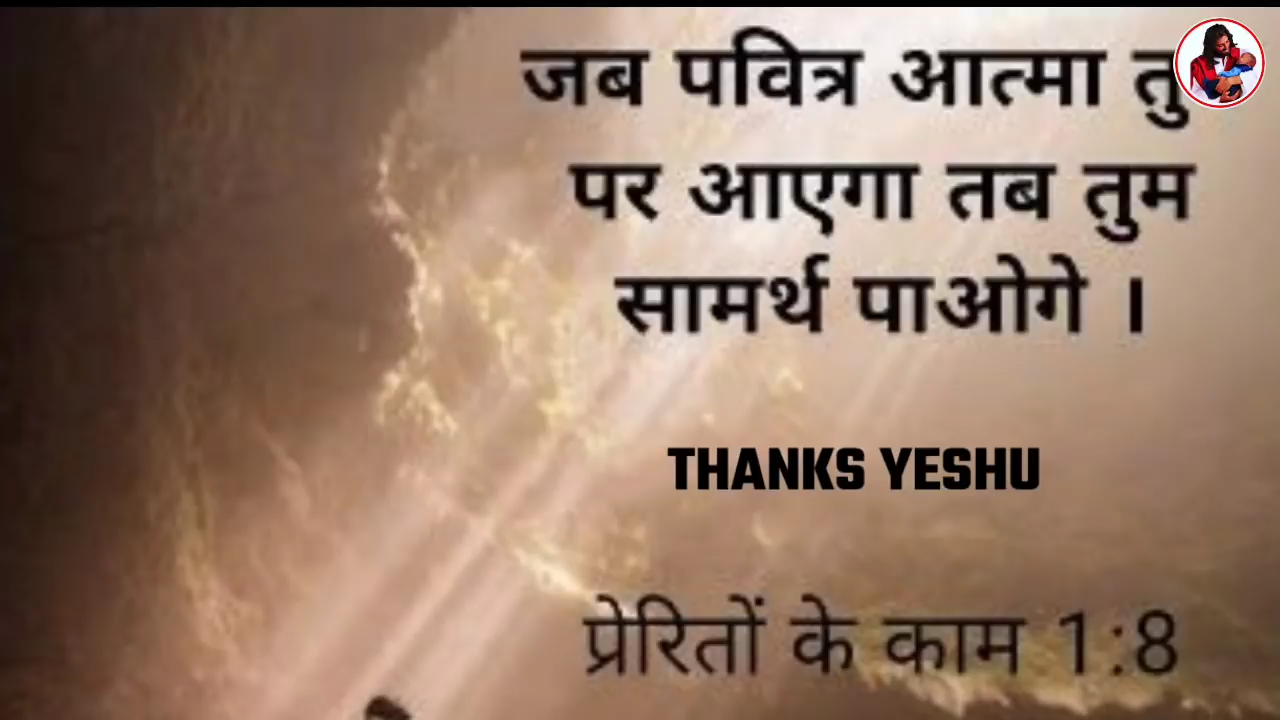 जब पवित्र आत्मा तु
पर आएगा तब तुम
सामर्थ पाओगे ।
THANKS YESHU
प्रेरितों के काम 1:8